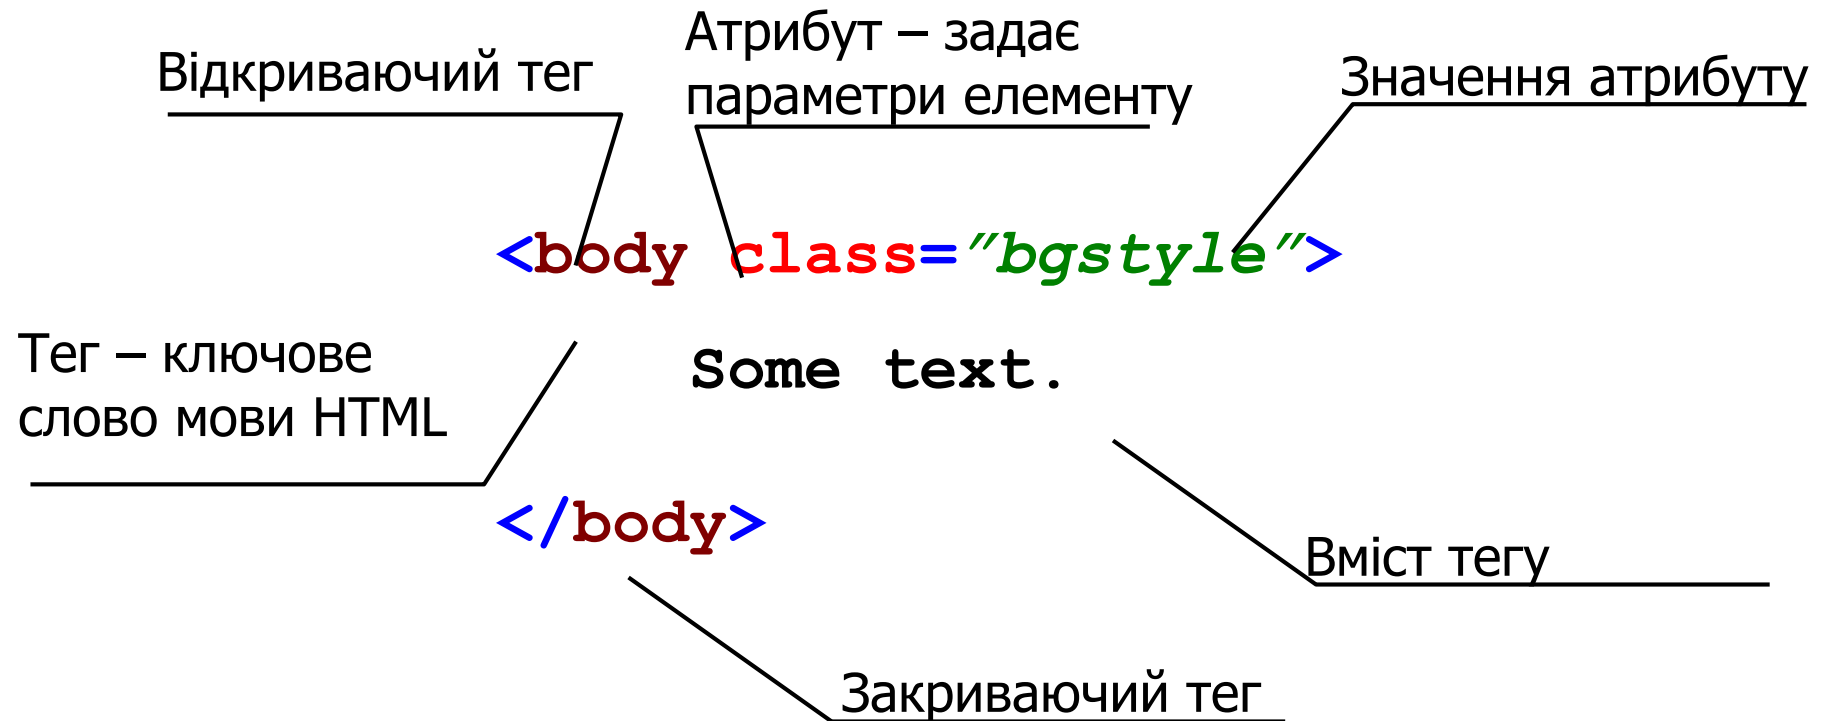 Відкриваючий тег
Атрибут – задає
параметри елементу
Значення атрибуту
<body class="bgstyle">
Тег – ключове
слово мови HTML
Some text.
</body>
Вміст тегу
Закриваючий тег